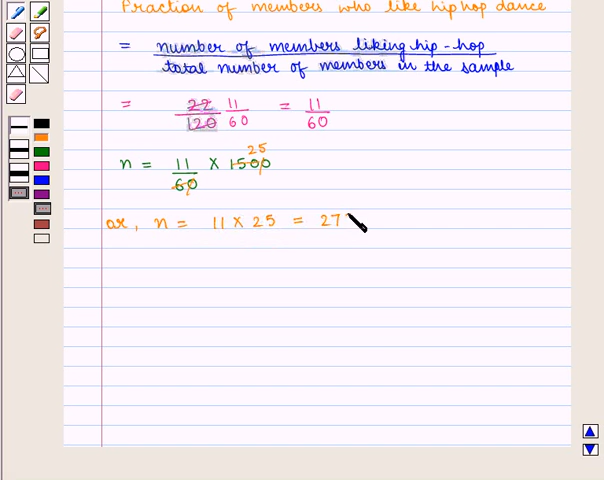 Fraction of members who like hip hop dance
= number of members liking hip-hop
total number of members in the sample
= 22 11 = 11
120 60 60
25
n = 11 × 1500
60
or, n = 11 × 25 = 27